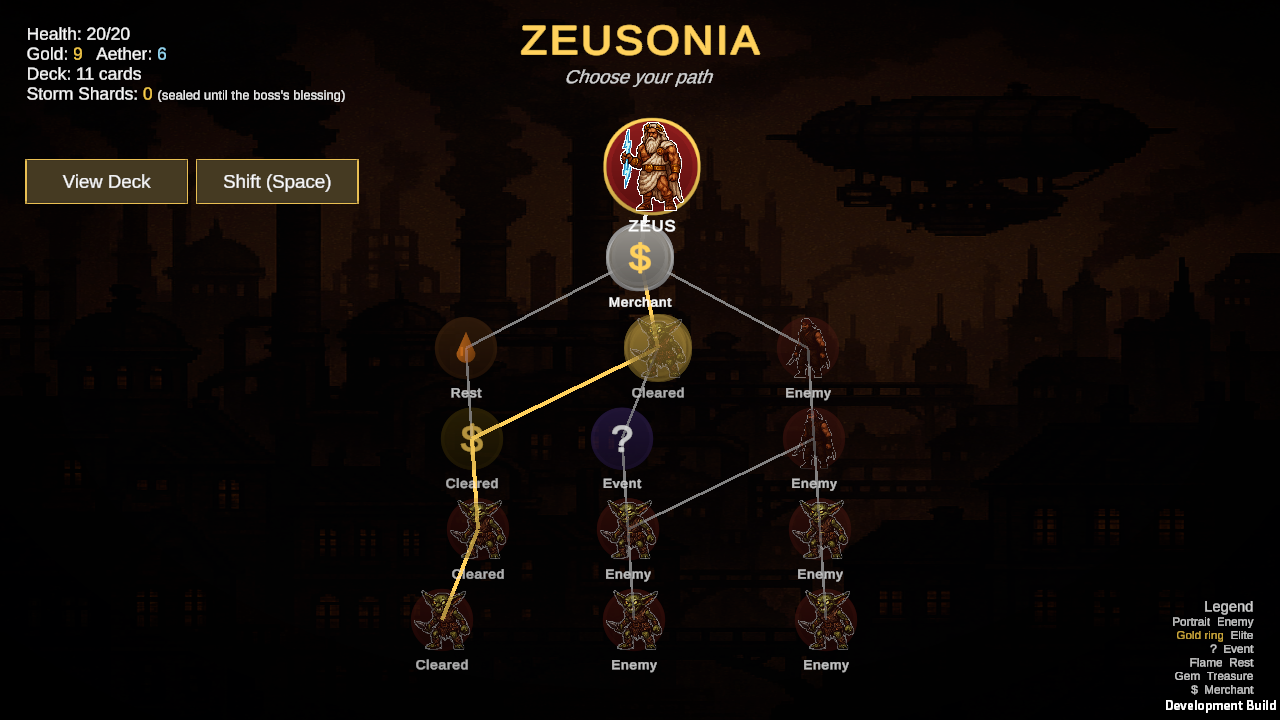 Health: 20/20
Gold: 9 Aether: 6
Deck: 11 cards
Storm Shards: 0 (sealed until the boss's blessing)
ZEUSONIA
Choose your path
View Deck
Shift (Space)
ZEUS
$
Merchant
Rest
Cleared
Enemy
$
?
Cleared
Event
Enemy
Cleared
Enemy
Enemy
Cleared
Enemy
Enemy
Legend
Portrait Enemy
Gold ring Elite
? Event
Flame Rest
Gem Treasure
$ Merchant
Development Build